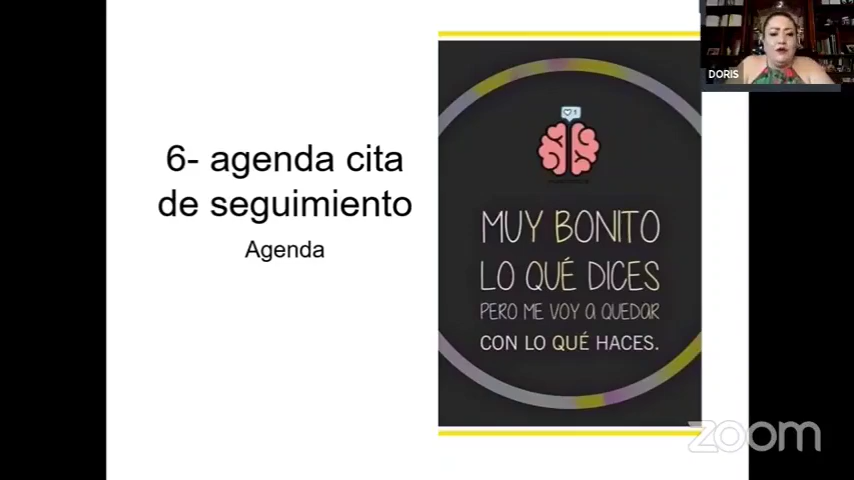 6- agenda cita
de seguimiento
Agenda
MUY BONITO
LO QUÉ DICES
PERO ME VOY A QUEDAR
CON LO QUÉ HACES.
DORIS
zoom